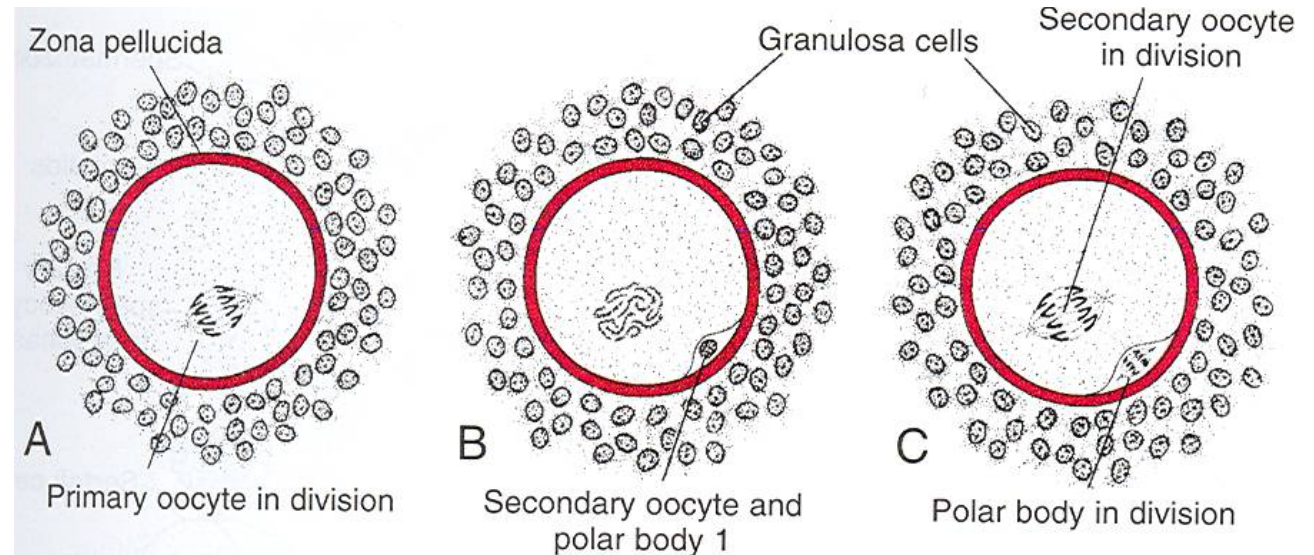 Zona pellucida
Granulosa cells
Secondary oocyte
in division
A
B
C
Primary oocyte in division
Secondary oocyte and
polar body 1
Polar body in division